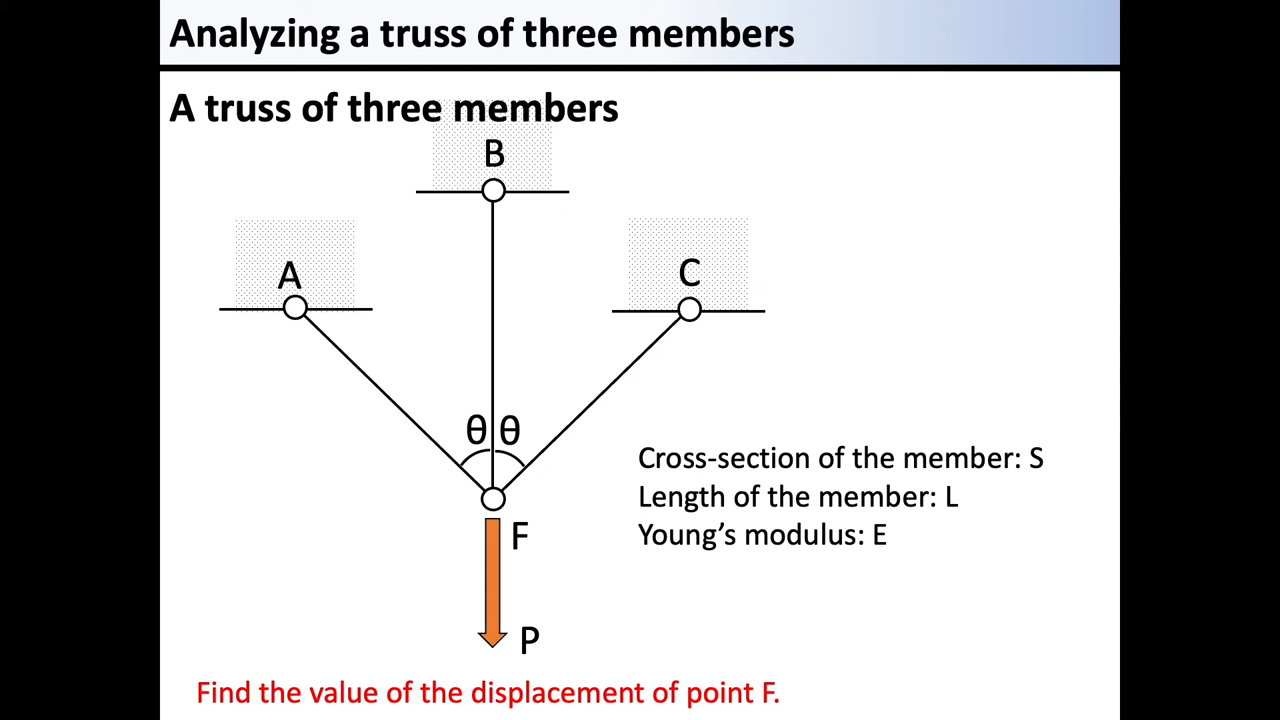 Analyzing a truss of three members
A truss of three members
B
A
C
θ θ
Cross-section of the member: S
Length of the member: L
Young’s modulus: E
F
P
Find the value of the displacement of point F.